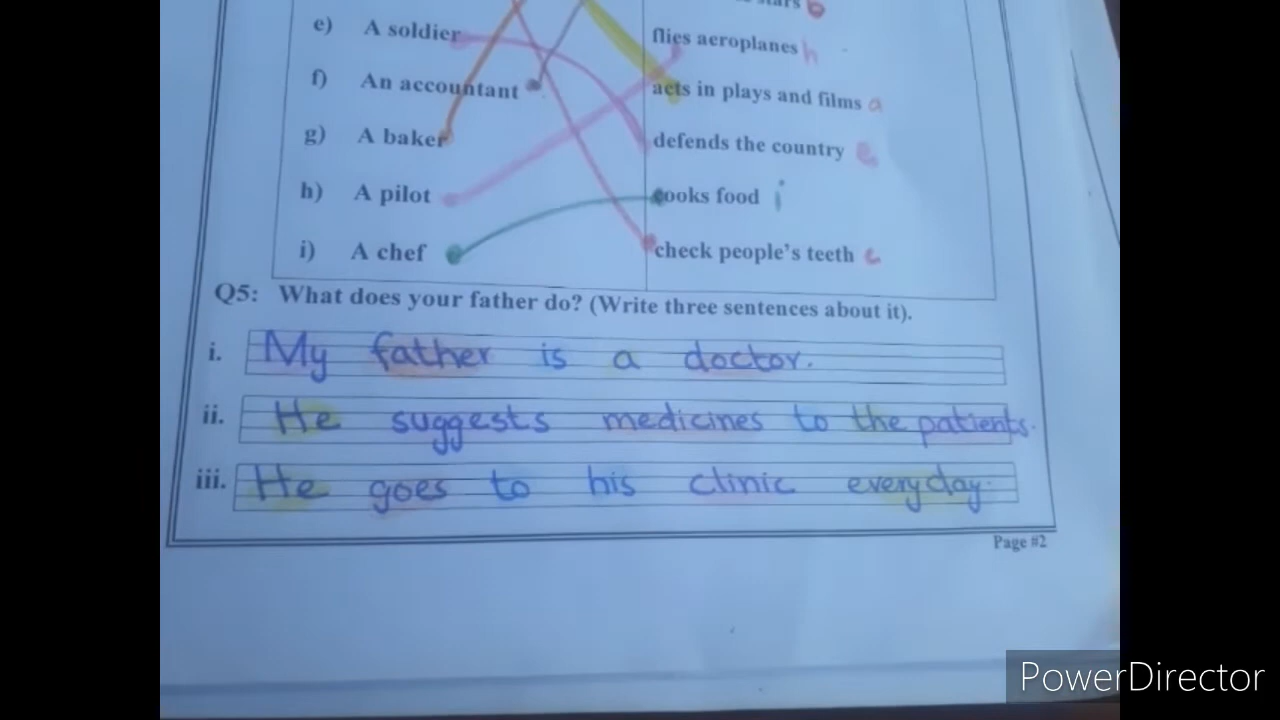 stars b
e) A soldier flies aeroplanes h
f) An accountant acts in plays and films a
g) A baker defends the country e
h) A pilot cooks food i
i) A chef check people's teeth c
Q5: What does your father do? (Write three sentences about it).
i. My father is a doctor.
ii. He suggests medicines to the patients.
iii. He goes to his clinic everyday.
Page #2
PowerDirector